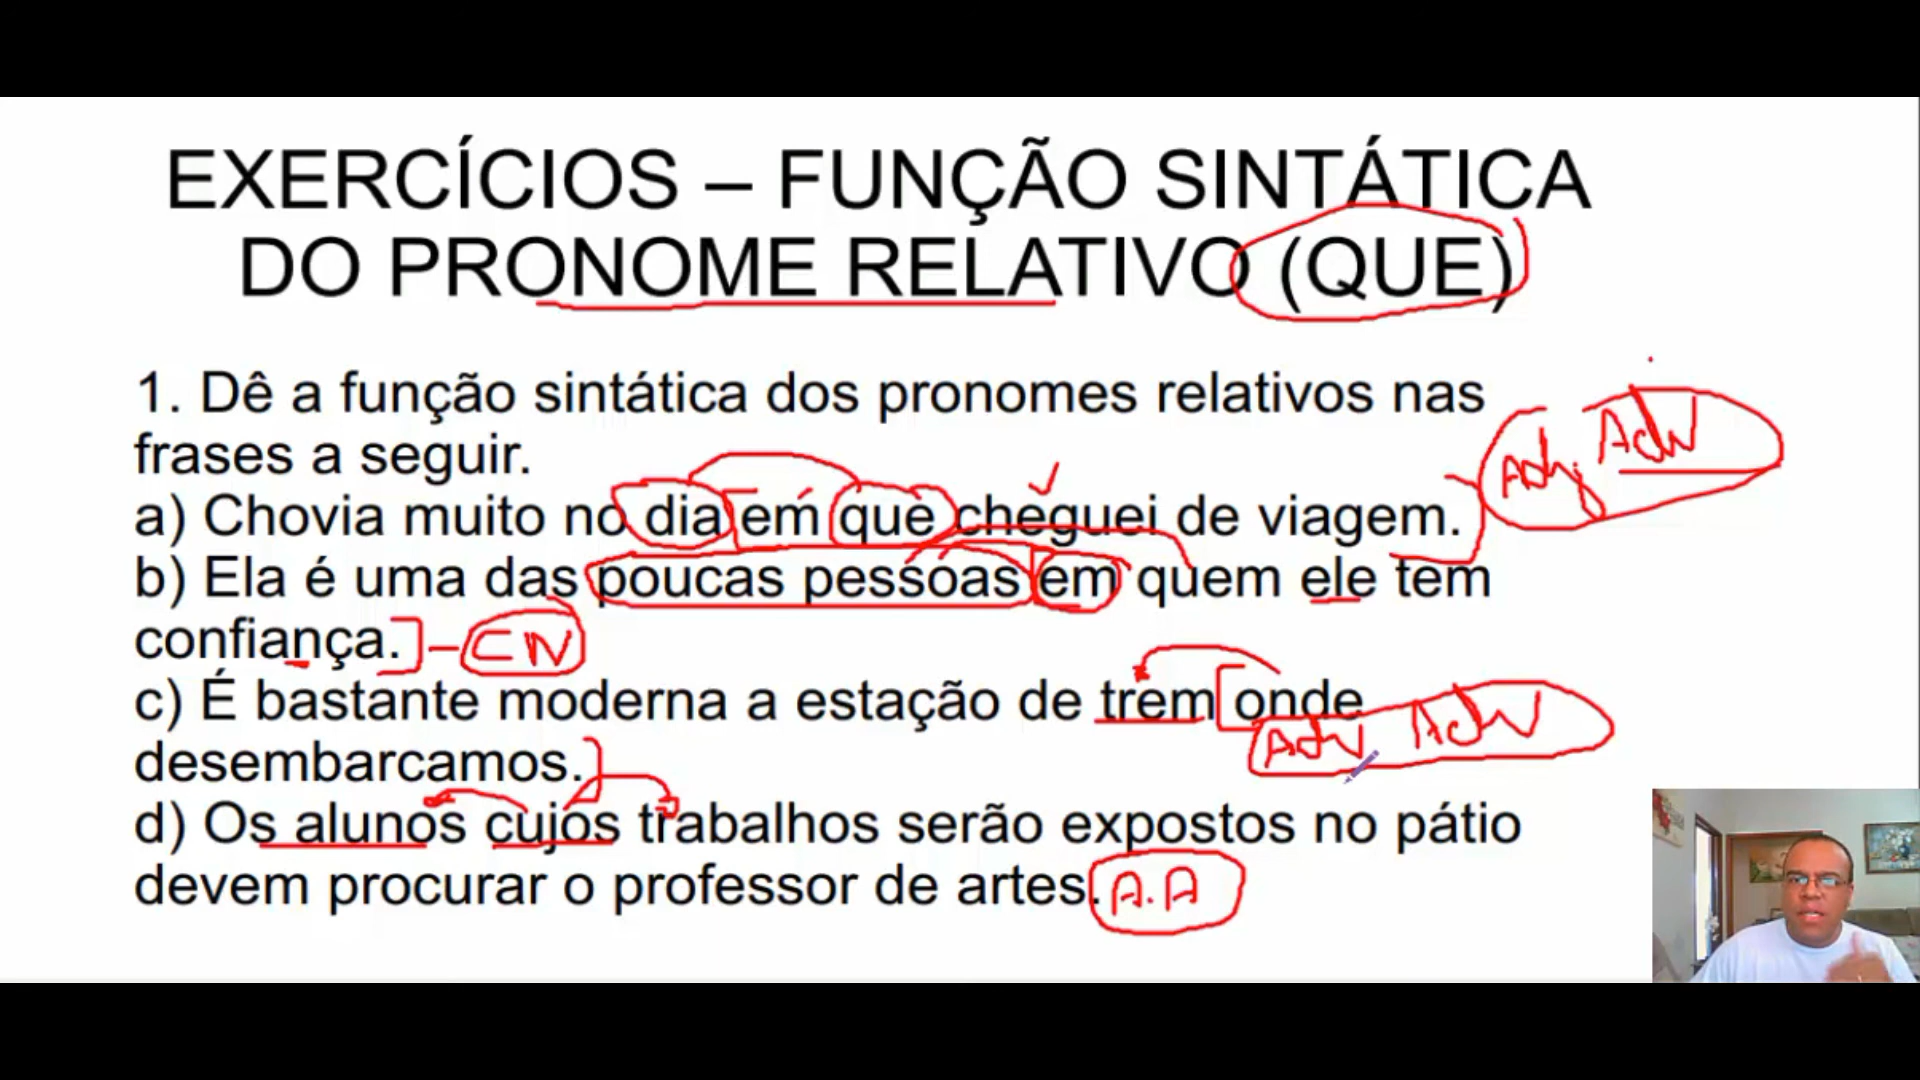 EXERCÍCIOS – FUNÇÃO SINTÁTICA
DO PRONOME RELATIVO (QUE)
1. Dê a função sintática dos pronomes relativos nas
frases a seguir.
Adj Adv
a) Chovia muito no dia em que cheguei de viagem.
b) Ela é uma das poucas pessoas em quem ele tem
confiança. CN
c) É bastante moderna a estação de trem onde
Adv
desembarcamos.
d) Os alunos cujos trabalhos serão expostos no pátio
devem procurar o professor de artes. A.A